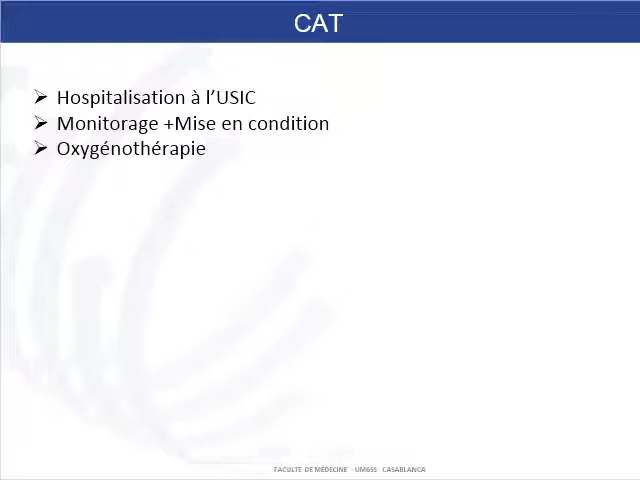 CAT
➢ Hospitalisation à l’USIC
➢ Monitorage +Mise en condition
➢ Oxygénothérapie
FACULTE DE MÉDECINE - UM6SS- CASABLANCA